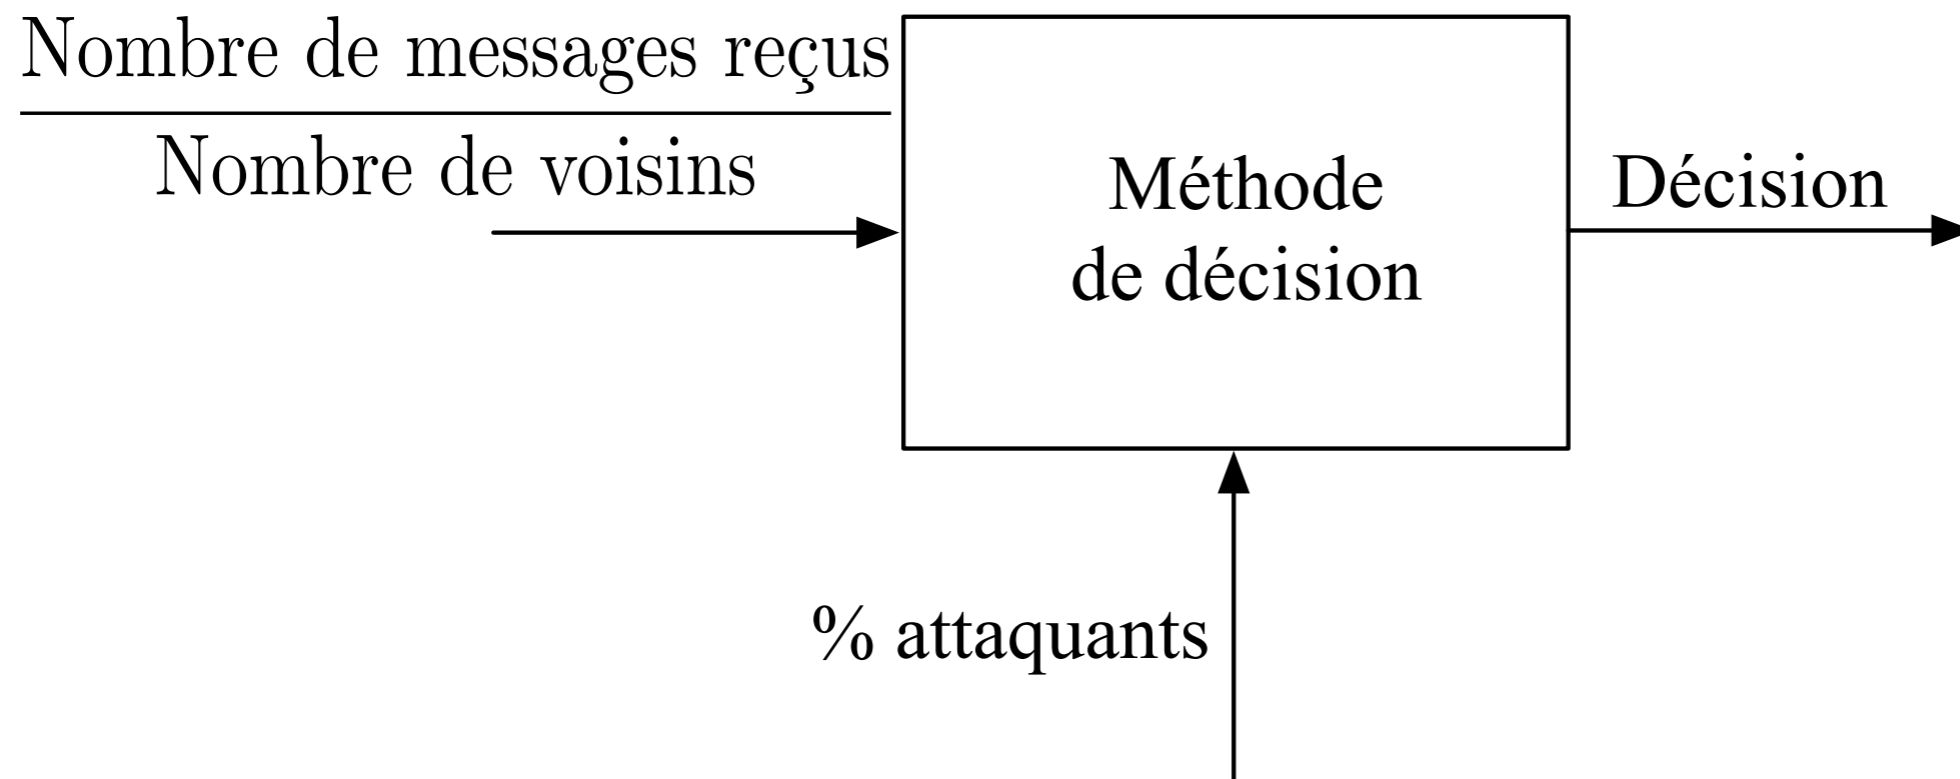 Nombre de messages reçus
Nombre de voisins
Méthode
de décision
Décision
% attaquants